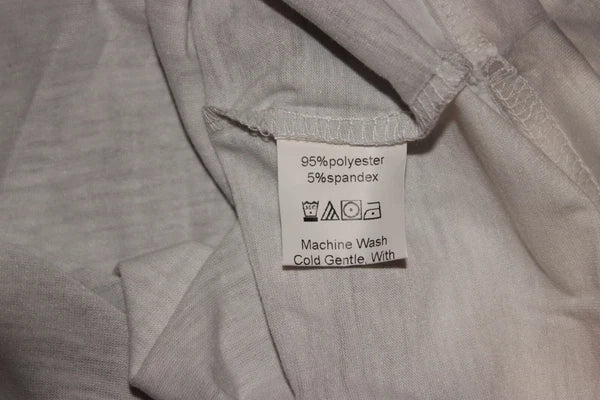 95%polyester
5%spandex
Machine Wash
Cold Gentle, With